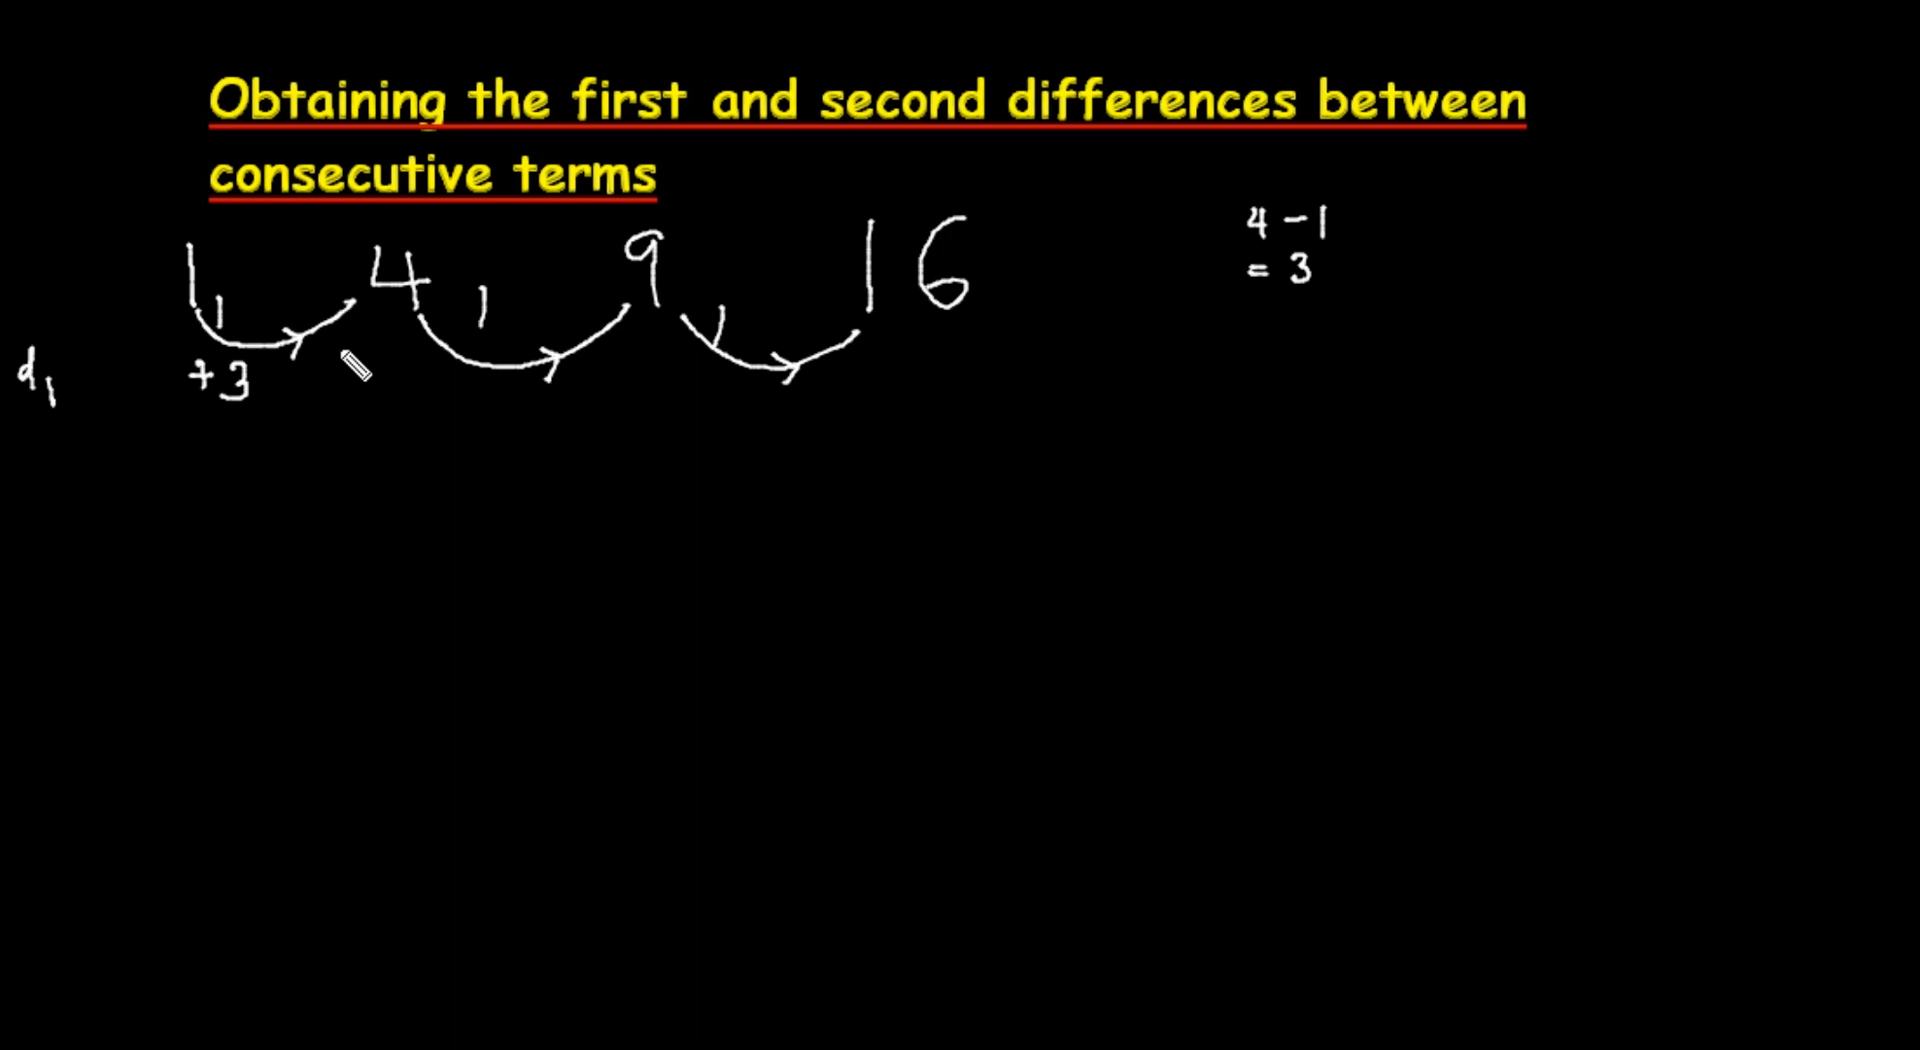 Obtaining the first and second differences between
consecutive terms
1 4 9 16
4 - 1
= 3
d1 +3